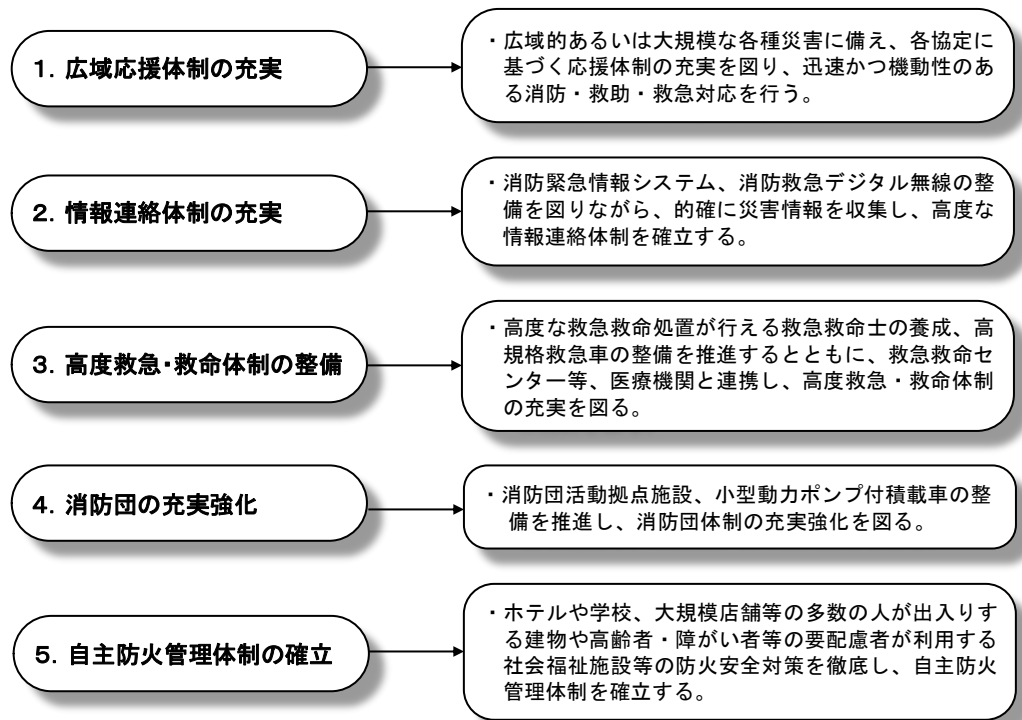 1．広域応援体制の充実
・広域的あるいは大規模な各種災害に備え、各協定に
基づく応援体制の充実を図り、迅速かつ機動性のあ
る消防・救助・救急対応を行う。
2．情報連絡体制の充実
・消防緊急情報システム、消防救急デジタル無線の整
備を図りながら、的確に災害情報を収集し、高度な
情報連絡体制を確立する。
3．高度救急・救命体制の整備
・高度な救急救命処置が行える救急救命士の養成、高
規格救急車の整備を推進するとともに、救急救命セ
ンター等、医療機関と連携し、高度救急・救命体制
の充実を図る。
4．消防団の充実強化
・消防団活動拠点施設、小型動力ポンプ付積載車の整
備を推進し、消防団体制の充実強化を図る。
5．自主防火管理体制の確立
・ホテルや学校、大規模店舗等の多数の人が出入りす
る建物や高齢者・障がい者等の要配慮者が利用する
社会福祉施設等の防火安全対策を徹底し、自主防火
管理体制を確立する。